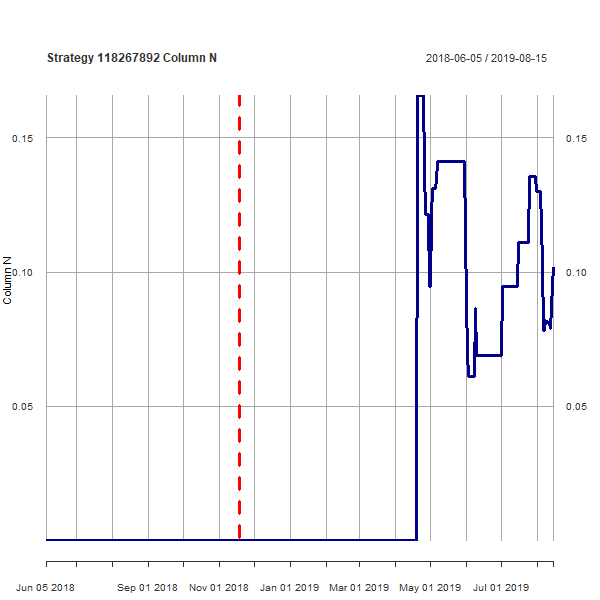 Strategy 118267892 Column N
2018-06-05 / 2019-08-15
0.15
0.15
Column N
0.10
0.10
0.05
0.05
Jun 05 2018
Sep 01 2018
Nov 01 2018
Jan 01 2019
Mar 01 2019
May 01 2019
Jul 01 2019